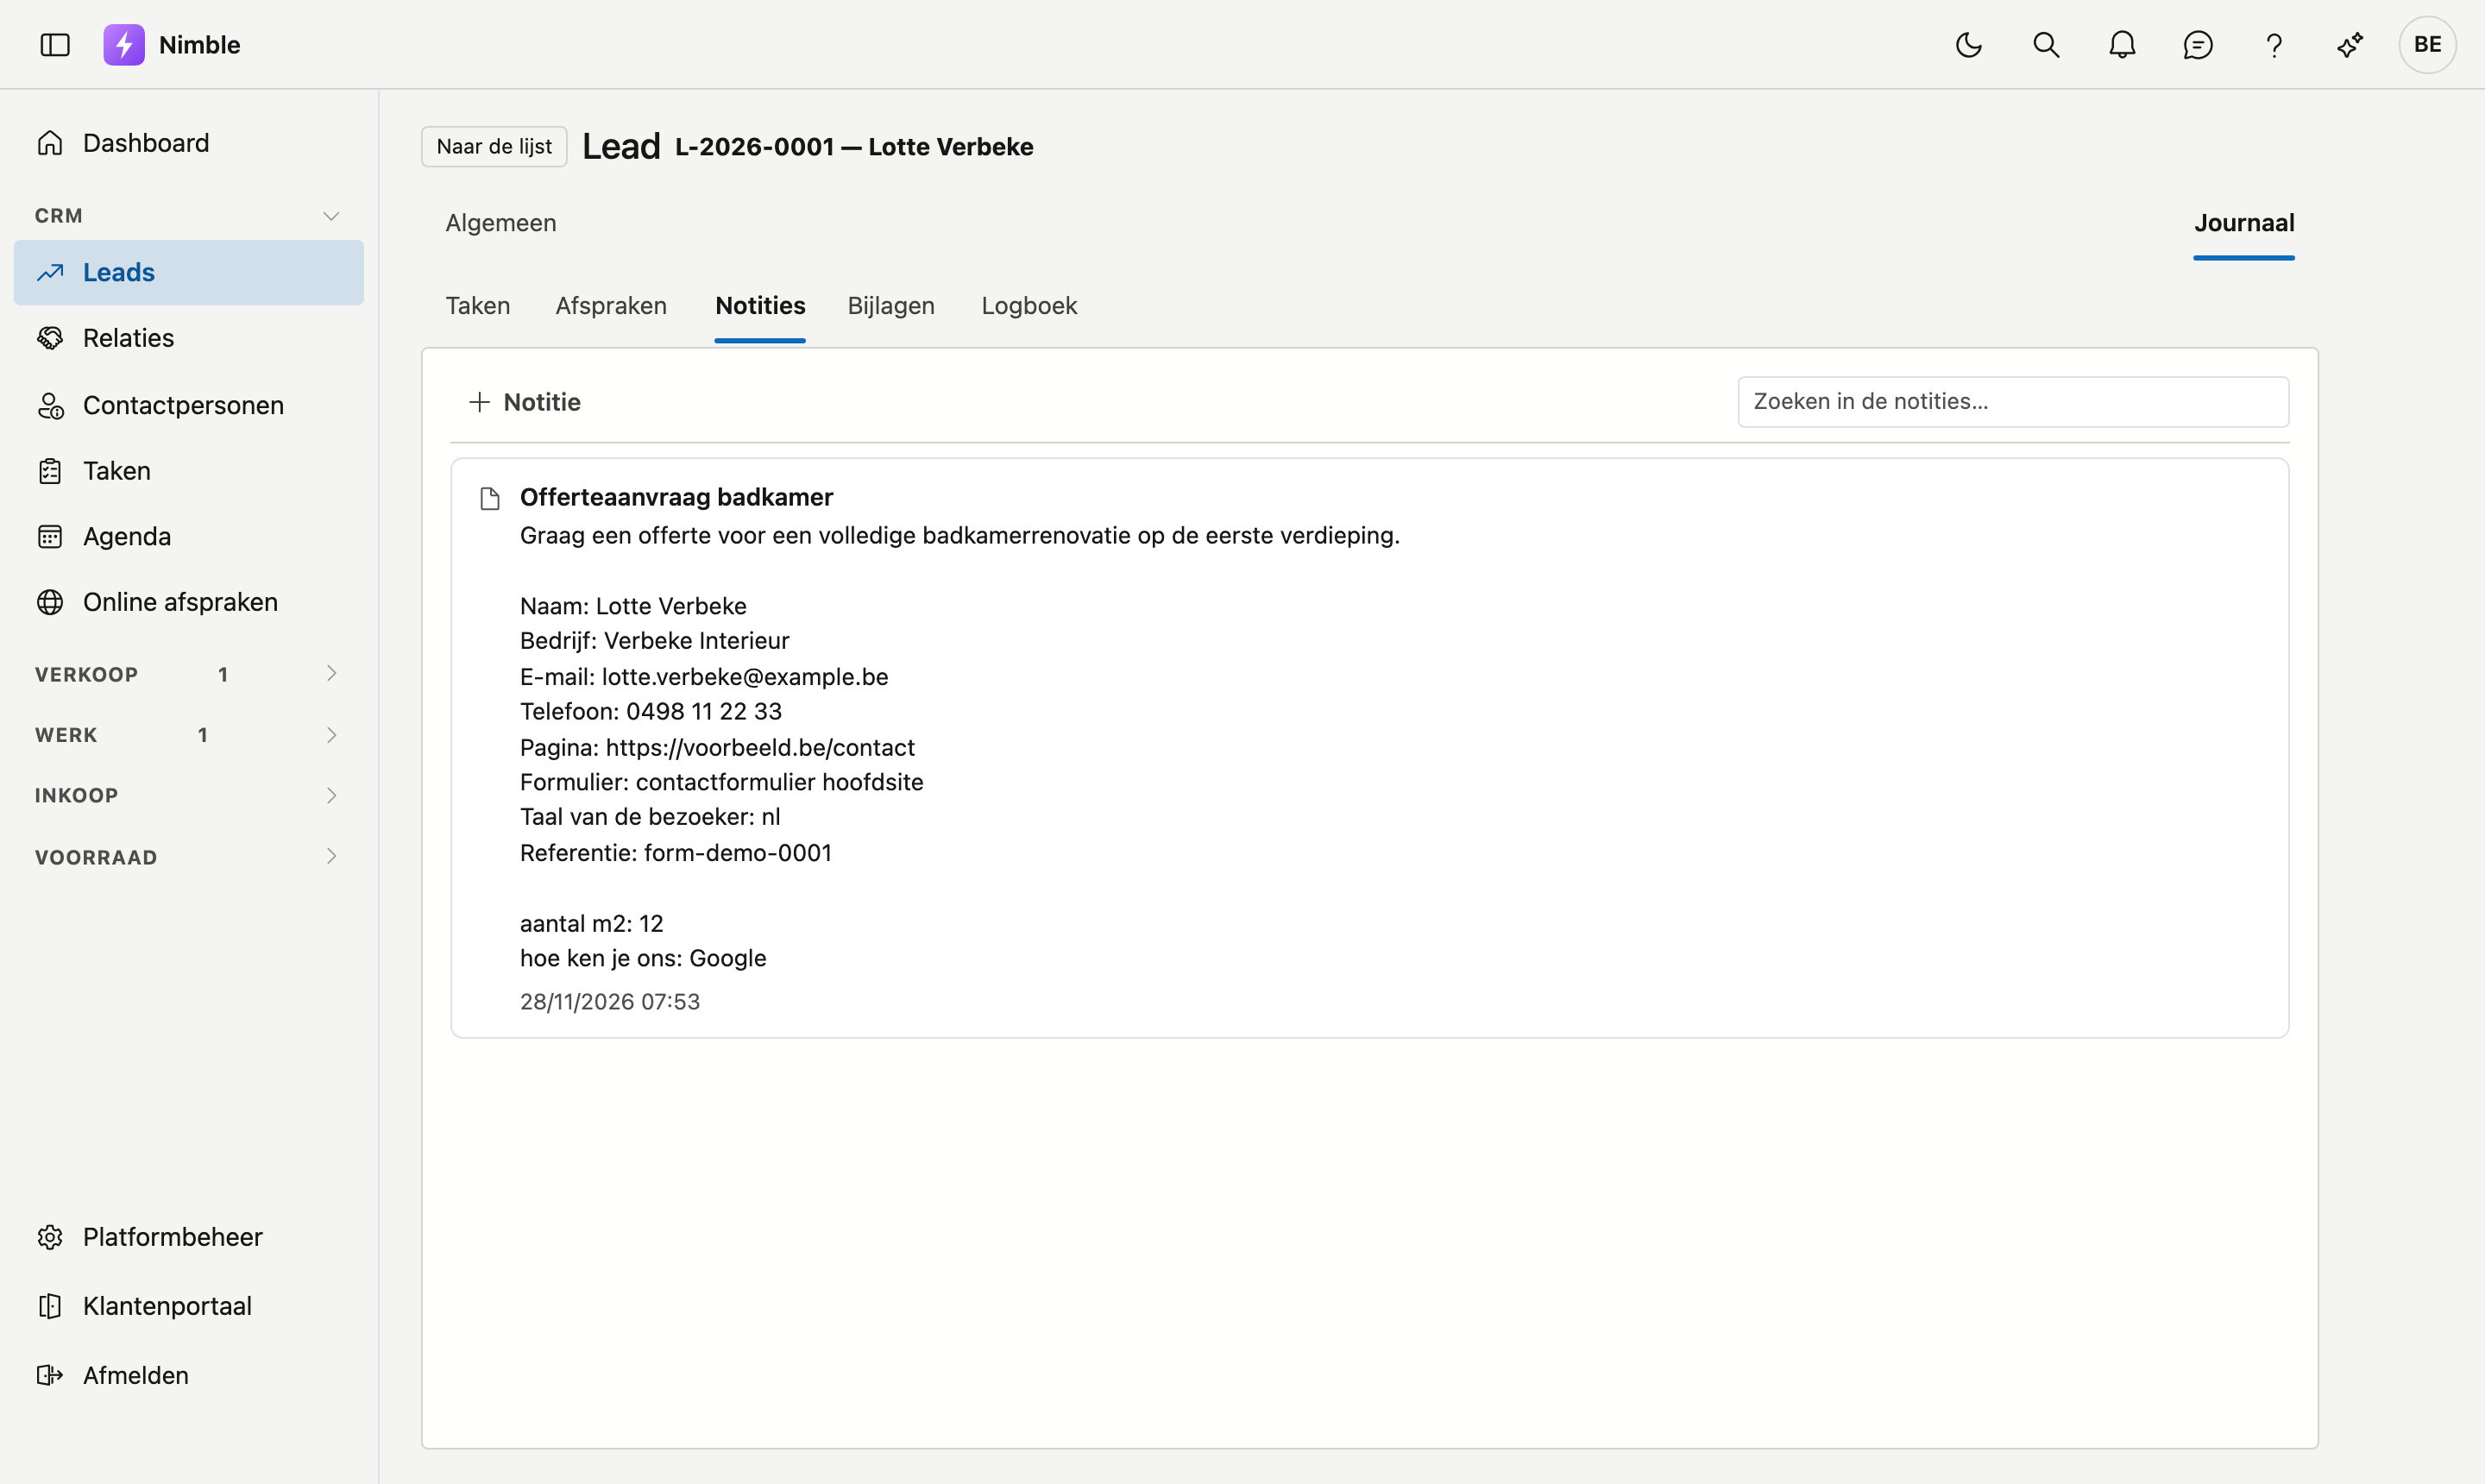 Nimble
BE
Dashboard
CRM
Leads
Relaties
Contactpersonen
Taken
Agenda
Online afspraken
VERKOOP 1
WERK 1
INKOOP
VOORRAAD
Platformbeheer
Klantenportaal
Afmelden
Naar de lijst Lead L-2026-0001 — Lotte Verbeke
Algemeen Journaal
Taken Afspraken Notities Bijlagen Logboek
Notitie Zoeken in de notities...
Offerteaanvraag badkamer
Graag een offerte voor een volledige badkamerrenovatie op de eerste verdieping.
Naam: Lotte Verbeke
Bedrijf: Verbeke Interieur
E-mail: lotte.verbeke@example.be
Telefoon: 0498 11 22 33
Pagina: https://voorbeeld.be/contact
Formulier: contactformulier hoofdsite
Taal van de bezoeker: nl
Referentie: form-demo-0001
aantal m2: 12
hoe ken je ons: Google
28/11/2026 07:53